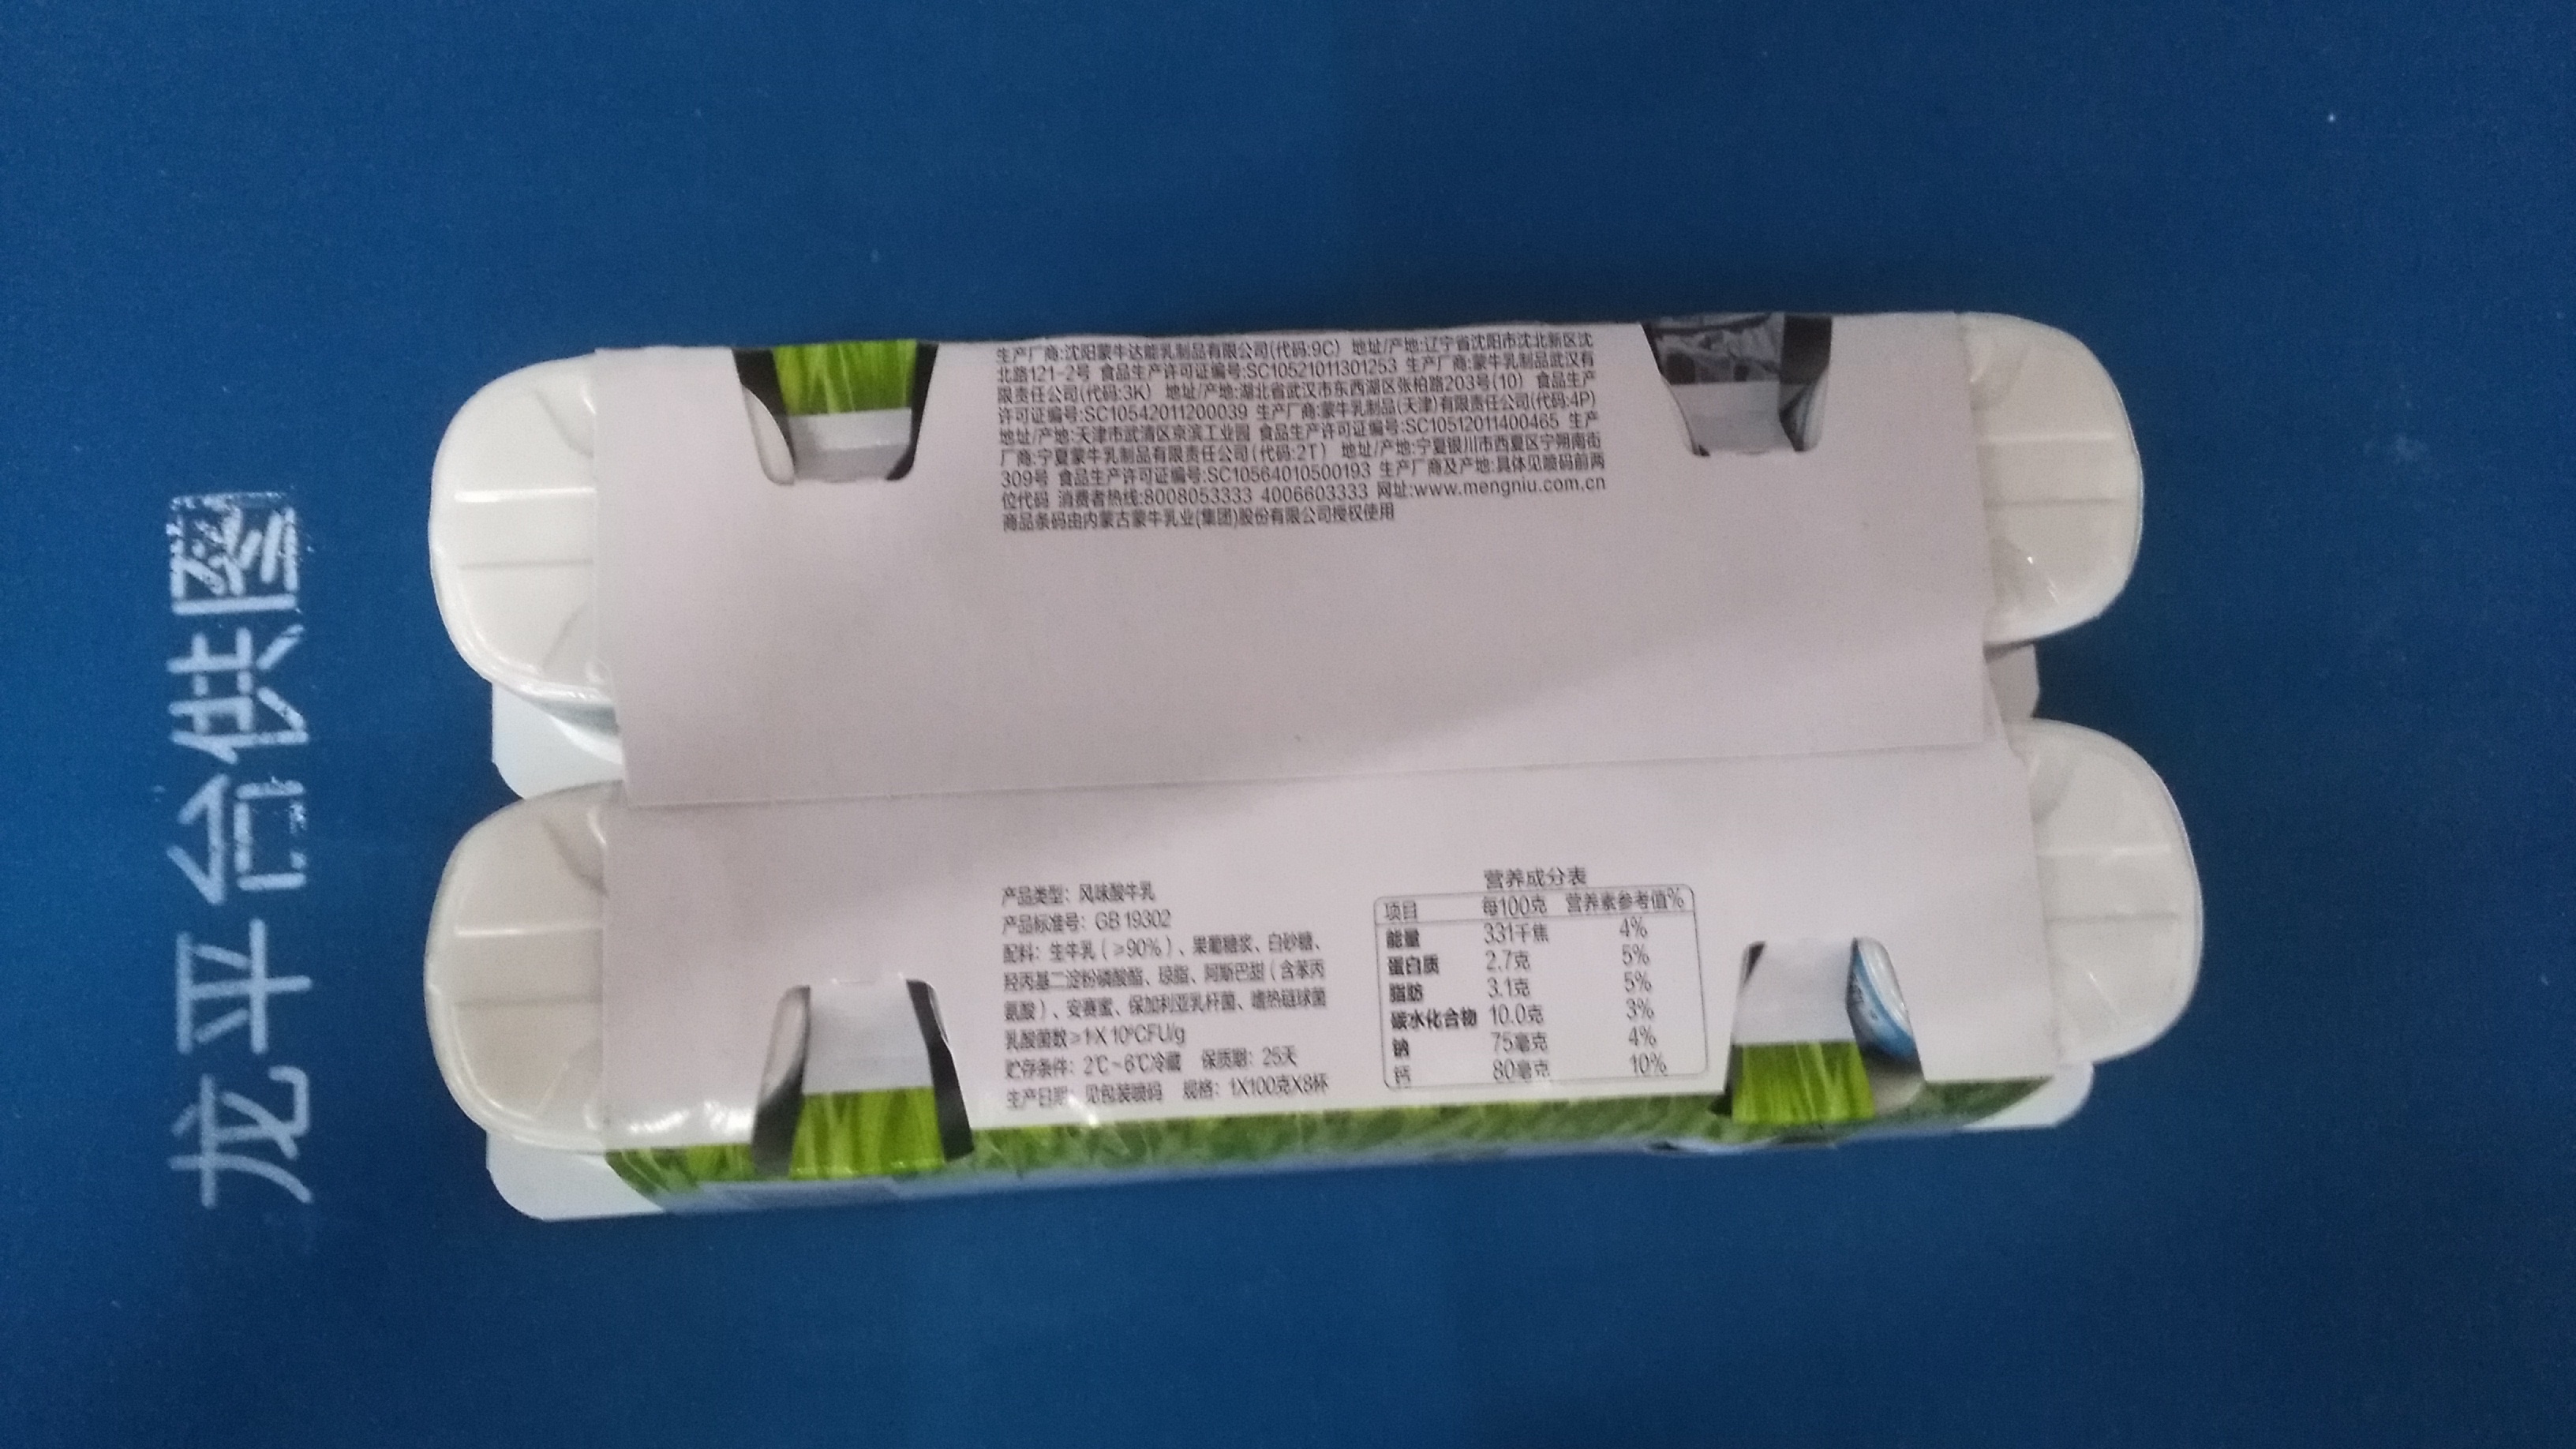 生产厂商:沈阳蒙牛达能乳制品有限公司(代码:9C) 地址/产地:辽宁省沈阳市沈北新区沈
北路121-2号 食品生产许可证编号:SC10521011301253 生产厂商:蒙牛乳制品武汉有
限责任公司(代码:3K) 地址/产地:湖北省武汉市东西湖区张柏路203号(10) 食品生产
许可证编号:SC10542011200039 生产厂商:蒙牛乳制品(天津)有限责任公司(代码:4P)
地址/产地:天津市武清区京滨工业园 食品生产许可证编号:SC10512011400465 生产
厂商:宁夏蒙牛乳制品有限责任公司(代码:2T) 地址/产地:宁夏银川市西夏区宁朔南街
309号 食品生产许可证编号:SC10564010500193 生产厂商及产地:具体见喷码前两
位代码 消费者热线:8008053333 4006603333 网址:www.mengniu.com.cn
商品条码由内蒙古蒙牛乳业(集团)股份有限公司授权使用
产品类型：风味酸牛乳
产品标准号：GB 19302
配料：生牛乳（≥90%）、果葡糖浆、白砂糖、
羟丙基二淀粉磷酸酯、琼脂、阿斯巴甜（含苯丙
氨酸）、安赛蜜、保加利亚乳杆菌、嗜热链球菌
乳酸菌数≥1X10⁶CFU/g
贮存条件：2℃~6℃冷藏 保质期：25天
生产日期：见包装喷码 规格：1X100克X8杯
营养成分表
项目 每100克 营养素参考值%
能量 331千焦 4%
蛋白质 2.7克 5%
脂肪 3.1克 5%
碳水化合物 10.0克 3%
钠 75毫克 4%
钙 80毫克 10%
龙平台供图